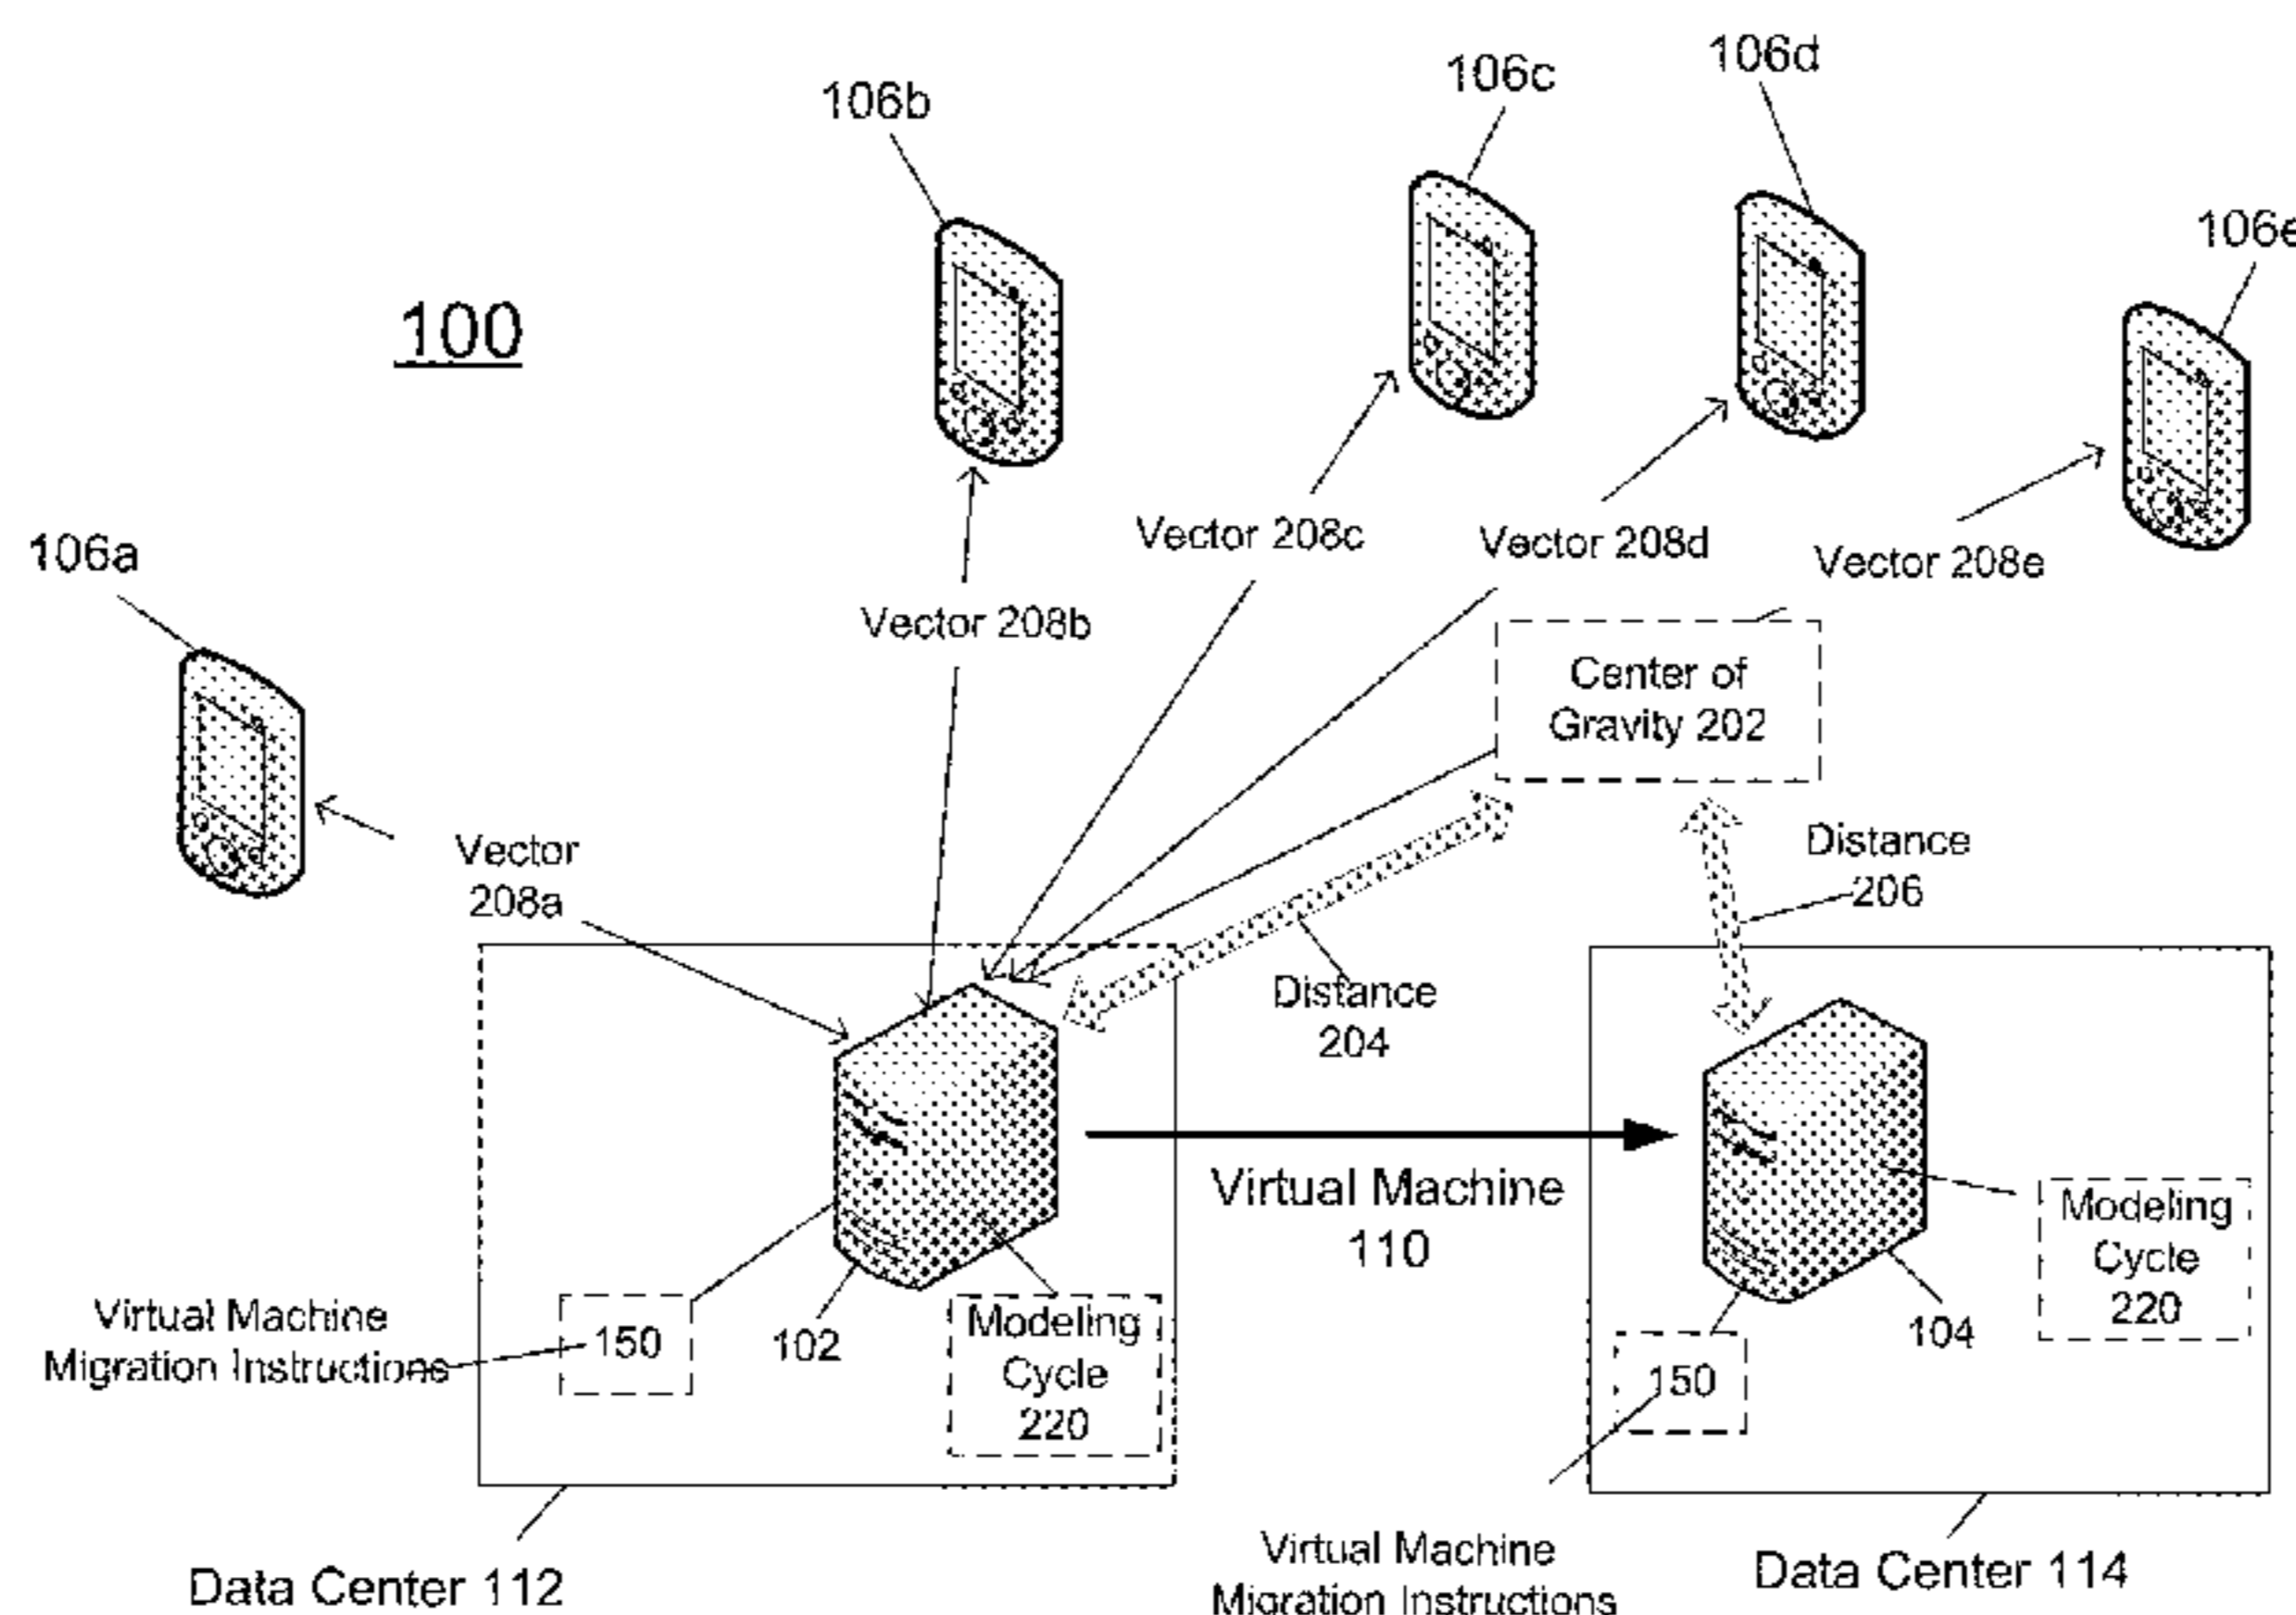 106d
106c
106b
106e
100
Vector 208c
Vector 208d
106a
Vector 208e
Vector 208b
Center of
Gravity 202
Vector
208a
Distance
206
Distance
204
Virtual Machine
110
Modeling
Cycle
220
Virtual Machine
Migration Instructions
150
102
Modeling
Cycle
220
104
150
Data Center 112
Virtual Machine
Migration Instructions
Data Center 114